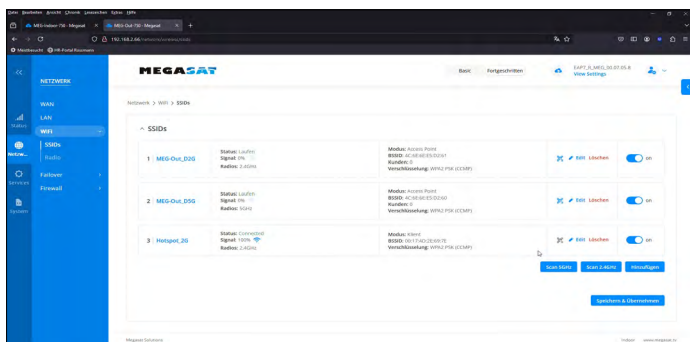 Datei Bearbeiten Ansicht Chronik Lesezeichen Extras Hilfe
MEG-Indoor-750 - Megasat
MEG-Out-750 - Megasat
192.168.2.66
Meistbesucht HR-Portal Raumann
MEGASAT
Basic Fortgeschritten
View Settings
NETZWERK
WAN
LAN
WiFi
SSIDs
Radio
Failover
Firewall
Status
Netzw...
Services
System
Netzwerk > WiFi > SSIDs
SSIDs
1 MEG-Out_D2G
Status: Laufen
Signal: 0%
Radios: 2.4GHz
Modus: Access Point
Kunden: 0
Verschlüsselung: WPA2 PSK (CCMP)
Edit Löschen
on
2 MEG-Out_D5G
Status: Laufen
Signal: 0%
Radios: 5GHz
Modus: Access Point
Kunden: 0
Verschlüsselung: WPA2 PSK (CCMP)
Edit Löschen
on
3 Hotspot_2G
Status: Connected
Signal: 100%
Radios: 2.4GHz
Modus: Klient
Verschlüsselung: WPA2 PSK (CCMP)
Edit Löschen
on
Scan 5GHz Scan 2.4GHz Hinzufügen
Speichern & Übernehmen
Megasat Solutions